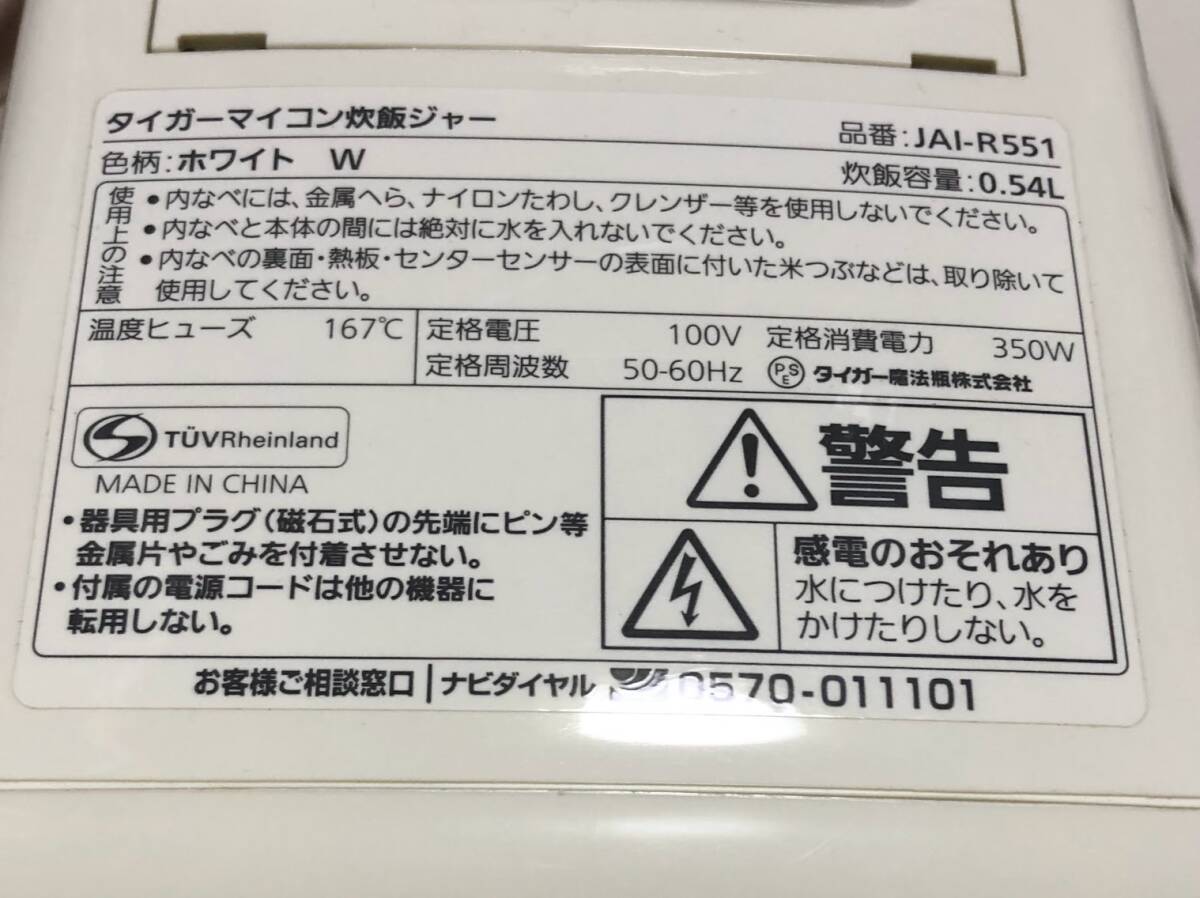 タイガーマイコン炊飯ジャー
品番:JAI-R551
色柄:ホワイト W
炊飯容量:0.54L
使用上の注意
•内なべには、金属へら、ナイロンたわし、クレンザー等を使用しないでください。
•内なべと本体の間には絶対に水を入れないでください。
•内なべの裏面・熱板・センターセンサーの表面に付いた米つぶなどは、取り除いて
使用してください。
温度ヒューズ 167℃
定格電圧 100V 定格消費電力 350W
定格周波数 50-60Hz PSE タイガー魔法瓶株式会社
TÜVRheinland
MADE IN CHINA
•器具用プラグ(磁石式)の先端にピン等
金属片やごみを付着させない。
•付属の電源コードは他の機器に
転用しない。
警告
感電のおそれあり
水につけたり、水を
かけたりしない。
お客様ご相談窓口|ナビダイヤル 0570-011101